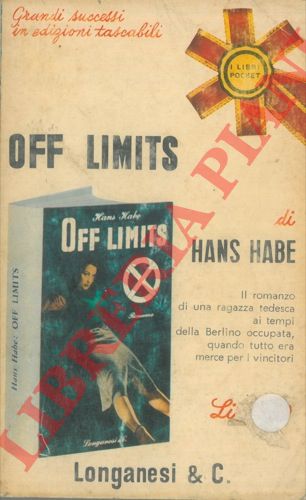 Grandi successi
in edizioni tascabili
I LIBRI
POCKET
OFF LIMITS
di
HANS HABE
Hans Habe
OFF LIMITS
Romanzo
Longanesi & C.
Hans Habe: OFF LIMITS
Il romanzo
di una ragazza tedesca
ai tempi
della Berlino occupata,
quando tutto era
merce per i vincitori
Longanesi & C.
LIBRERIA PIANI